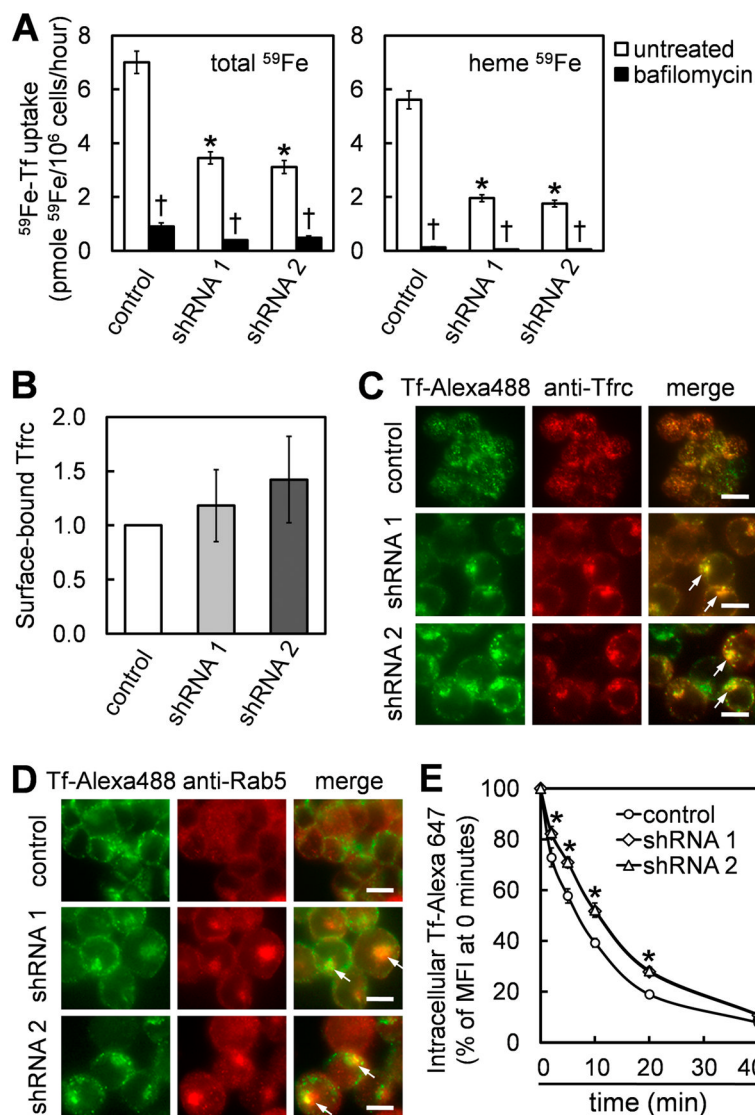 A
⁵⁹Fe-Tf uptake
(pmole ⁵⁹Fe/10⁶ cells/hour)
8
6
4
2
0
total ⁵⁹Fe
*
*
†
†
†
control
shRNA 1
shRNA 2
8
6
4
2
0
heme ⁵⁹Fe
*
*
†
†
†
control
shRNA 1
shRNA 2
untreated
bafilomycin
B
Surface-bound Tfrc
2.0
1.5
1.0
0.5
0.0
control
shRNA 1
shRNA 2
C
Tf-Alexa488 anti-Tfrc merge
control
shRNA 1
shRNA 2
D
Tf-Alexa488 anti-Rab5 merge
control
shRNA 1
shRNA 2
E
Intracellular Tf-Alexa 647
(% of MFI at 0 minutes)
100
80
60
40
20
0
control
shRNA 1
shRNA 2
*
*
*
*
0 10 20 30 40
time (min)